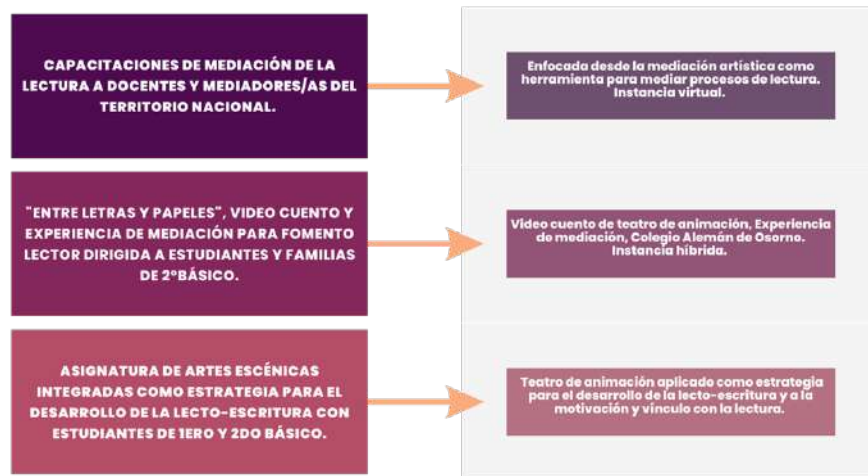 CAPACITACIONES DE MEDIACIÓN DE LA
LECTURA A DOCENTES Y MEDIADORES/AS DEL
TERRITORIO NACIONAL.
Enfocada desde la mediación artística como
herramienta para mediar procesos de lectura.
Instancia virtual.
"ENTRE LETRAS Y PAPELES", VIDEO CUENTO Y
EXPERIENCIA DE MEDIACIÓN PARA FOMENTO
LECTOR DIRIGIDA A ESTUDIANTES Y FAMILIAS
DE 2°BÁSICO.
Video cuento de teatro de animación, Experiencia
de mediación, Colegio Alemán de Osorno.
Instancia híbrida.
ASIGNATURA DE ARTES ESCÉNICAS
INTEGRADAS COMO ESTRATEGIA PARA EL
DESARROLLO DE LA LECTO-ESCRITURA CON
ESTUDIANTES DE 1ERO Y 2DO BÁSICO.
Teatro de animación aplicado como estrategia
para el desarrollo de la lecto-escritura y a la
motivación y vínculo con la lectura.